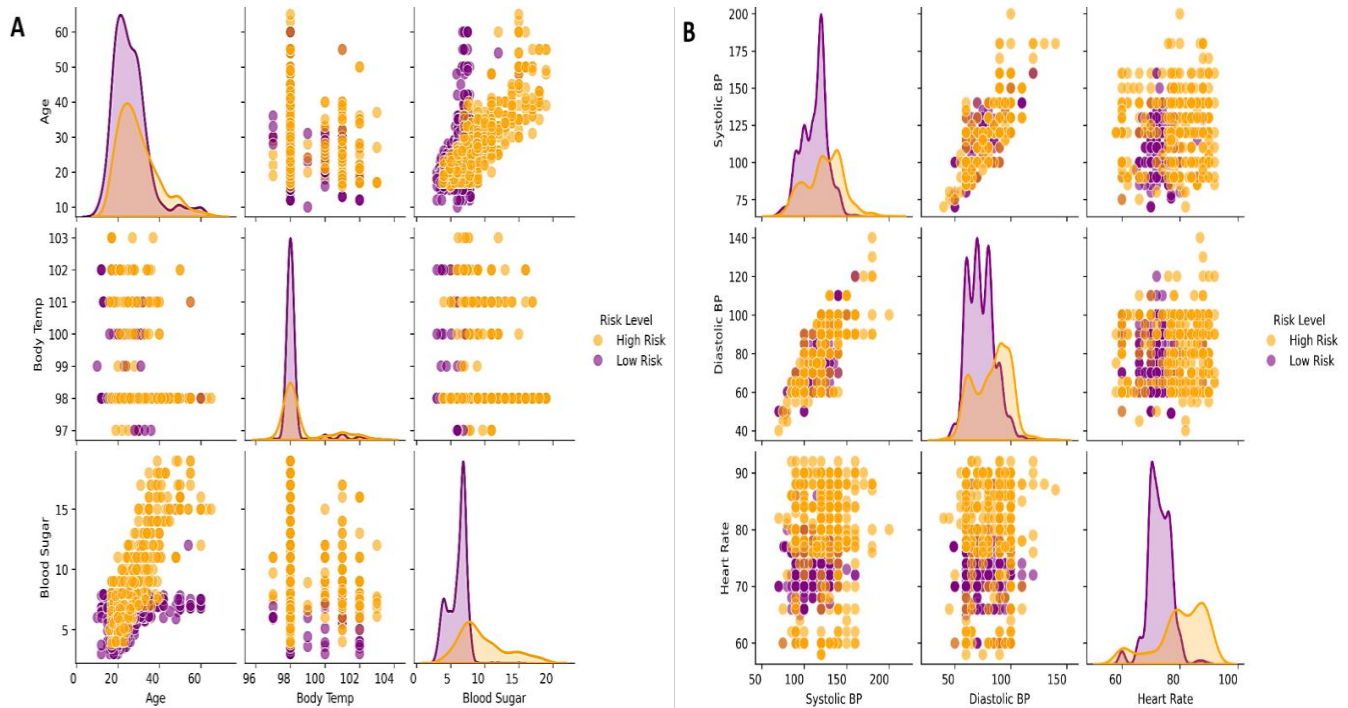 A
B
Age
60
50
40
30
20
10
Body Temp
103
102
101
100
99
98
97
Blood Sugar
15
10
5
0 20 40 60
Age
96 98 100 102 104
Body Temp
0 5 10 15 20
Blood Sugar
Risk Level
High Risk
Low Risk
Systolic BP
200
175
150
125
100
75
Diastolic BP
140
120
100
80
60
40
Heart Rate
90
80
70
60
50 100 150 200
Systolic BP
50 100 150
Diastolic BP
60 80 100
Heart Rate
Risk Level
High Risk
Low Risk